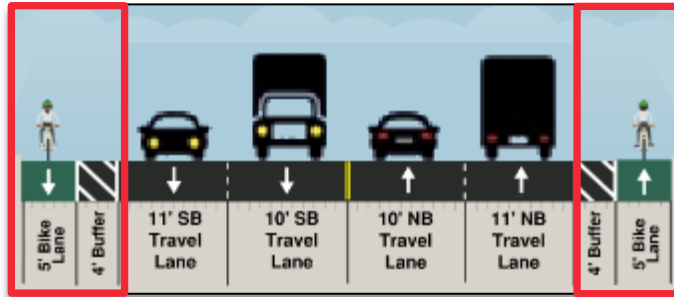 5' Bike
Lane
4' Buffer
11' SB
Travel
Lane
10' SB
Travel
Lane
10' NB
Travel
Lane
11' NB
Travel
Lane
4' Buffer
5' Bike
Lane